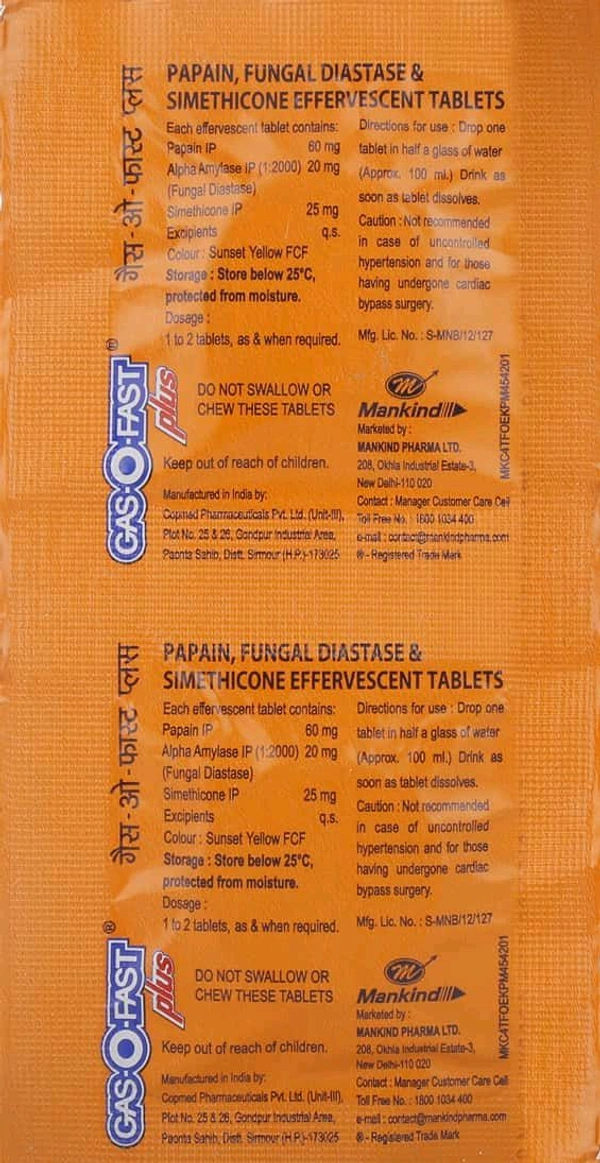 गैस-ओ-फास्ट प्लस
GAS-O-FAST®
plus
PAPAIN, FUNGAL DIASTASE &
SIMETHICONE EFFERVESCENT TABLETS
Each effervescent tablet contains:
Papain IP 60 mg
Alpha Amylase IP (1:2000) 20 mg
(Fungal Diastase)
Simethicone IP 25 mg
Excipients q.s.
Colour : Sunset Yellow FCF
Storage : Store below 25°C,
protected from moisture.
Dosage :
1 to 2 tablets, as & when required.
Directions for use : Drop one
tablet in half a glass of water
(Approx. 100 ml.) Drink as
soon as tablet dissolves.
Caution : Not recommended
in case of uncontrolled
hypertension and for those
having undergone cardiac
bypass surgery.
Mfg. Lic. No. : S-MNB/12/127
DO NOT SWALLOW OR
CHEW THESE TABLETS
Keep out of reach of children.
Manufactured in India by:
Copmed Pharmaceuticals Pvt. Ltd. (Unit-III),
Plot No. 25 & 26, Gondpur Industrial Area,
Paonta Sahib, Distt. Sirmour (H.P.)-173025
m
Mankind
Marketed by :
MANKIND PHARMA LTD.
208, Okhla Industrial Estate-3,
New Delhi-110 020
Contact : Manager Customer Care Cell
Toll Free No. : 1800 1034 400
e-mail : contact@mankindpharma.com
® - Registered Trade Mark
MKC4TFOEKPM454201
गैस-ओ-फास्ट प्लस
GAS-O-FAST®
plus
PAPAIN, FUNGAL DIASTASE &
SIMETHICONE EFFERVESCENT TABLETS
Each effervescent tablet contains:
Papain IP 60 mg
Alpha Amylase IP (1:2000) 20 mg
(Fungal Diastase)
Simethicone IP 25 mg
Excipients q.s.
Colour : Sunset Yellow FCF
Storage : Store below 25°C,
protected from moisture.
Dosage :
1 to 2 tablets, as & when required.
Directions for use : Drop one
tablet in half a glass of water
(Approx. 100 ml.) Drink as
soon as tablet dissolves.
Caution : Not recommended
in case of uncontrolled
hypertension and for those
having undergone cardiac
bypass surgery.
Mfg. Lic. No. : S-MNB/12/127
DO NOT SWALLOW OR
CHEW THESE TABLETS
Keep out of reach of children.
Manufactured in India by:
Copmed Pharmaceuticals Pvt. Ltd. (Unit-III),
Plot No. 25 & 26, Gondpur Industrial Area,
Paonta Sahib, Distt. Sirmour (H.P.)-173025
m
Mankind
Marketed by :
MANKIND PHARMA LTD.
208, Okhla Industrial Estate-3,
New Delhi-110 020
Contact : Manager Customer Care Cell
Toll Free No. : 1800 1034 400
e-mail : contact@mankindpharma.com
® - Registered Trade Mark
MKC4TFOEKPM454201